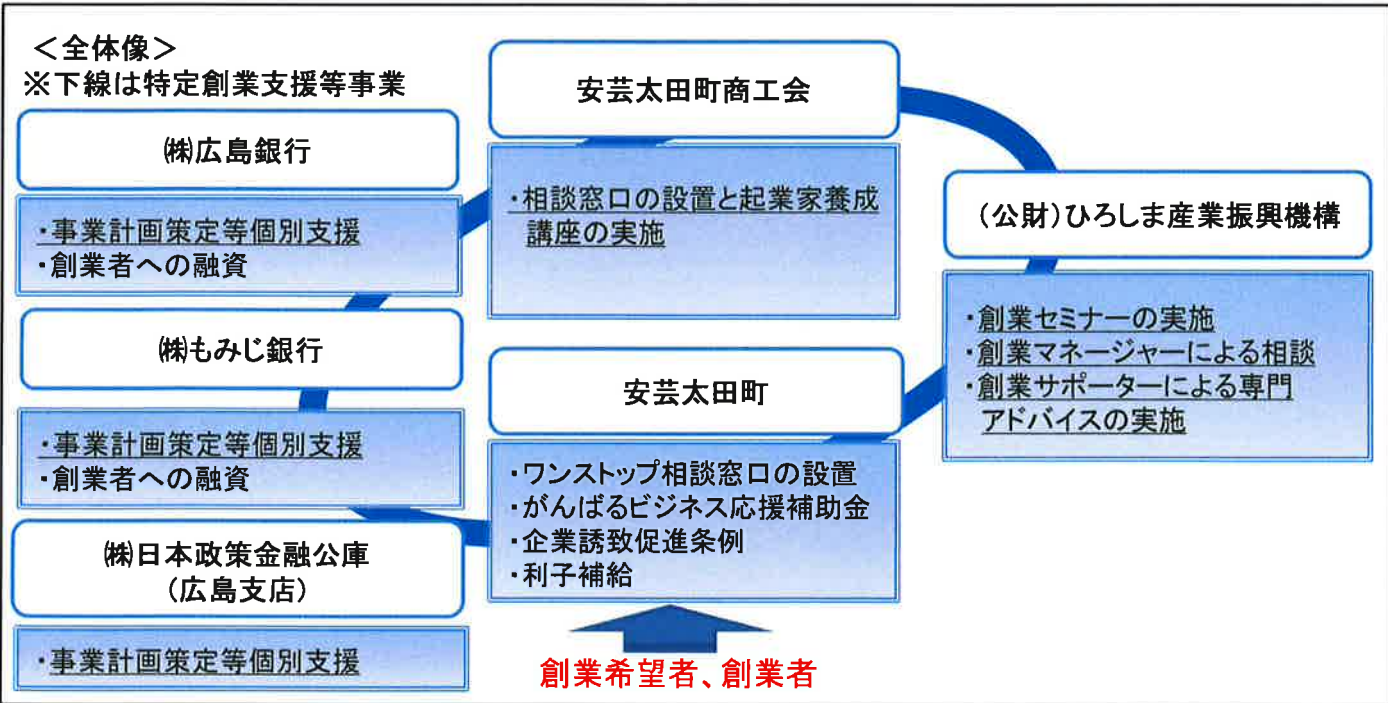 ＜全体像＞
※下線は特定創業支援等事業
㈱広島銀行
・事業計画策定等個別支援
・創業者への融資
㈱もみじ銀行
・事業計画策定等個別支援
・創業者への融資
㈱日本政策金融公庫
（広島支店）
・事業計画策定等個別支援
安芸太田町商工会
・相談窓口の設置と起業家養成
講座の実施
安芸太田町
・ワンストップ相談窓口の設置
・がんばるビジネス応援補助金
・企業誘致促進条例
・利子補給
創業希望者、創業者
（公財）ひろしま産業振興機構
・創業セミナーの実施
・創業マネージャーによる相談
・創業サポーターによる専門
アドバイスの実施